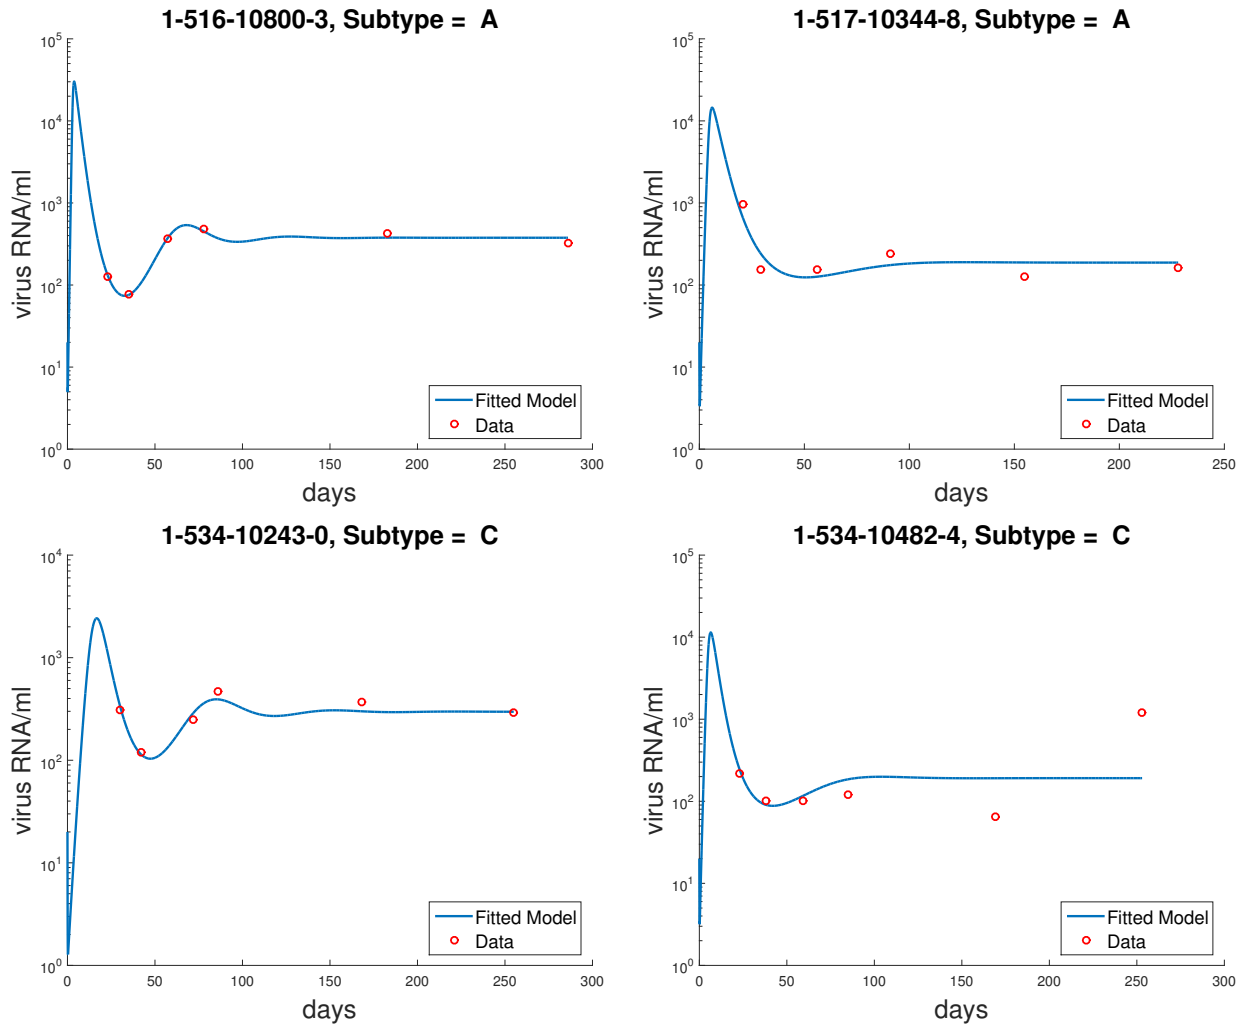 1-516-10800-3, Subtype =  A
virus RNA/ml
10^5
10^4
10^3
10^2
10^1
10^0
0 50 100 150 200 250 300
days
Fitted Model
Data
1-517-10344-8, Subtype =  A
virus RNA/ml
10^5
10^4
10^3
10^2
10^1
10^0
0 50 100 150 200 250
days
Fitted Model
Data
1-534-10243-0, Subtype =  C
virus RNA/ml
10^4
10^3
10^2
10^1
10^0
0 50 100 150 200 250 300
days
Fitted Model
Data
1-534-10482-4, Subtype =  C
virus RNA/ml
10^5
10^4
10^3
10^2
10^1
10^0
0 50 100 150 200 250 300
days
Fitted Model
Data